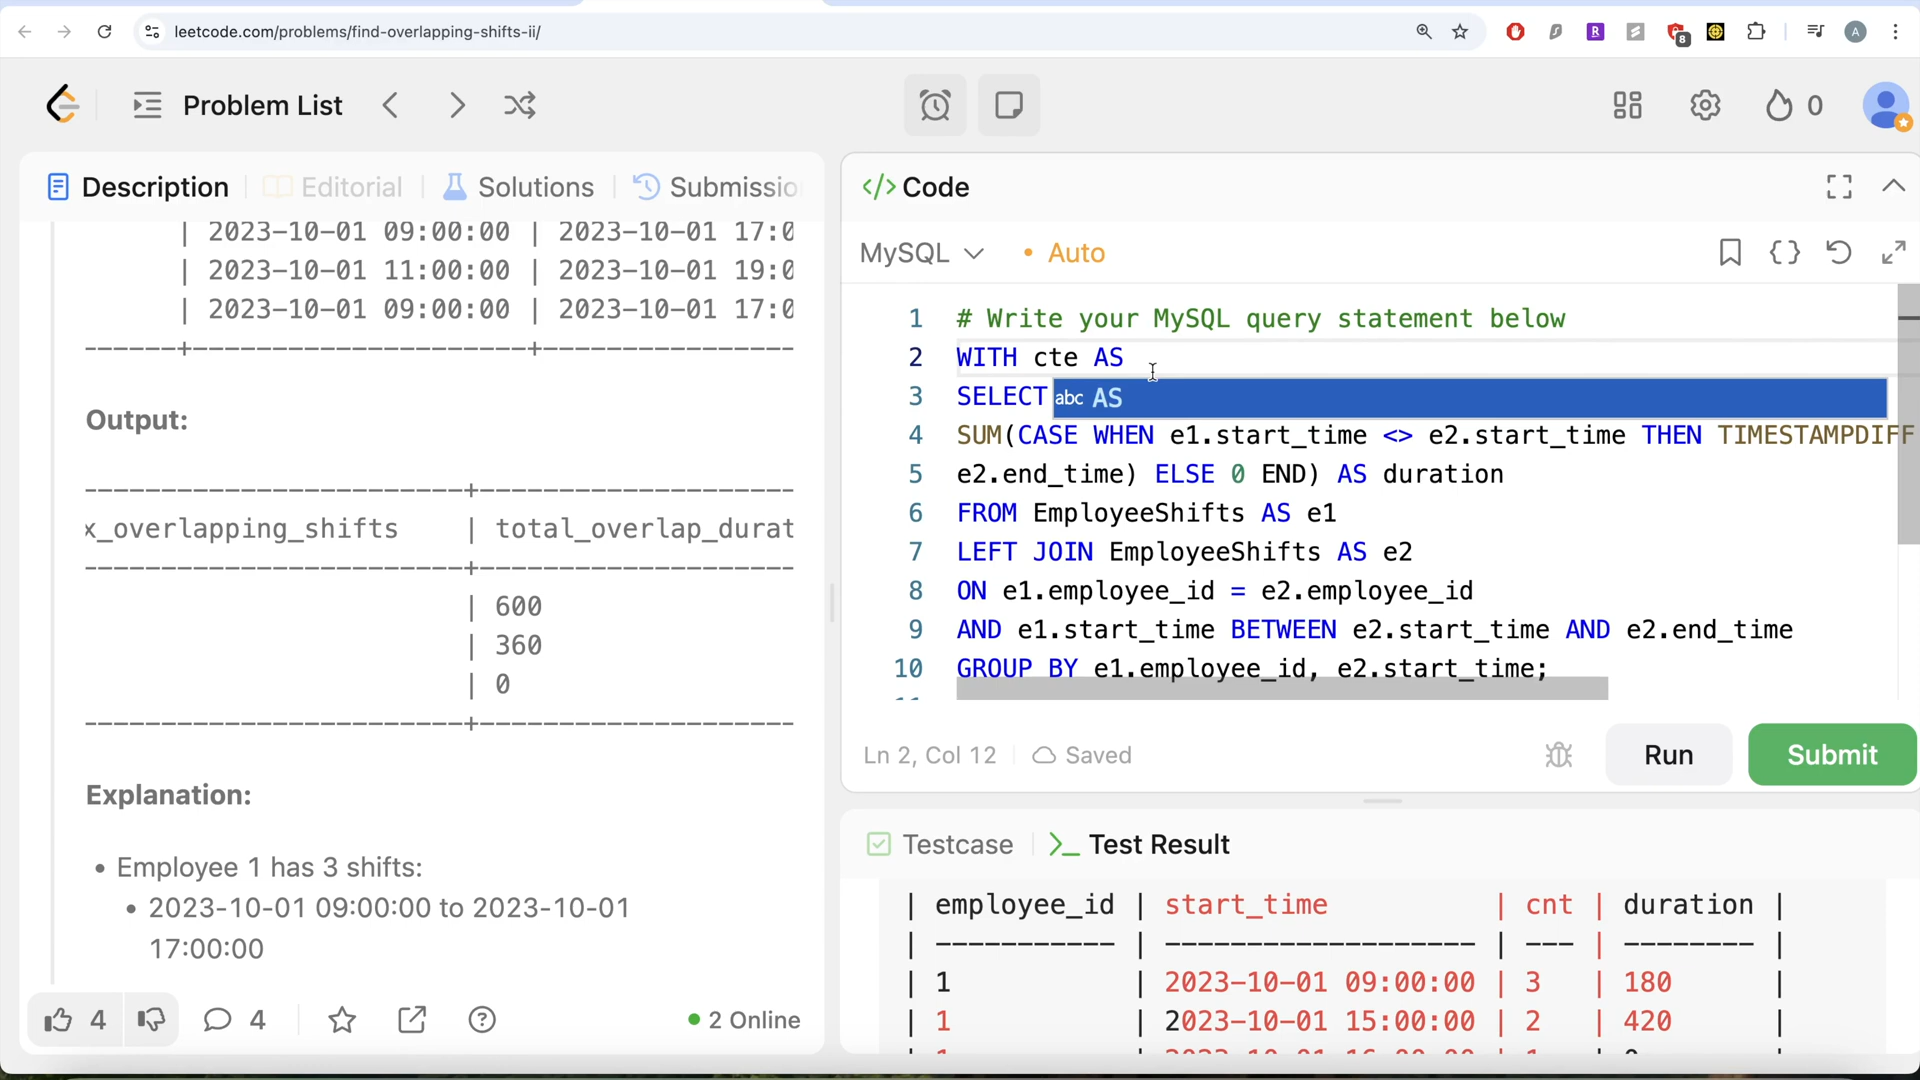 leetcode.com/problems/find-overlapping-shifts-ii/
8
A
Problem List
0
Description
Editorial
Solutions
Submissio
| 2023-10-01 09:00:00 | 2023-10-01 17:0
| 2023-10-01 11:00:00 | 2023-10-01 19:0
| 2023-10-01 09:00:00 | 2023-10-01 17:0
Output:
x_overlapping_shifts | total_overlap_durat
| 600
| 360
| 0
Explanation:
• Employee 1 has 3 shifts:
• 2023-10-01 09:00:00 to 2023-10-01
17:00:00
4
4
2 Online
</> Code
MySQL
• Auto
1 # Write your MySQL query statement below
2 WITH cte AS
3 SELECT
abc AS
4 SUM(CASE WHEN e1.start_time <> e2.start_time THEN TIMESTAMPDIFF
5 e2.end_time) ELSE 0 END) AS duration
6 FROM EmployeeShifts AS e1
7 LEFT JOIN EmployeeShifts AS e2
8 ON e1.employee_id = e2.employee_id
9 AND e1.start_time BETWEEN e2.start_time AND e2.end_time
10 GROUP BY e1.employee_id, e2.start_time;
Ln 2, Col 12
Saved
Run
Submit
Testcase
Test Result
| employee_id | start_time | cnt | duration |
| ----------- | ------------------- | --- | -------- |
| 1 | 2023-10-01 09:00:00 | 3 | 180 |
| 1 | 2023-10-01 15:00:00 | 2 | 420 |